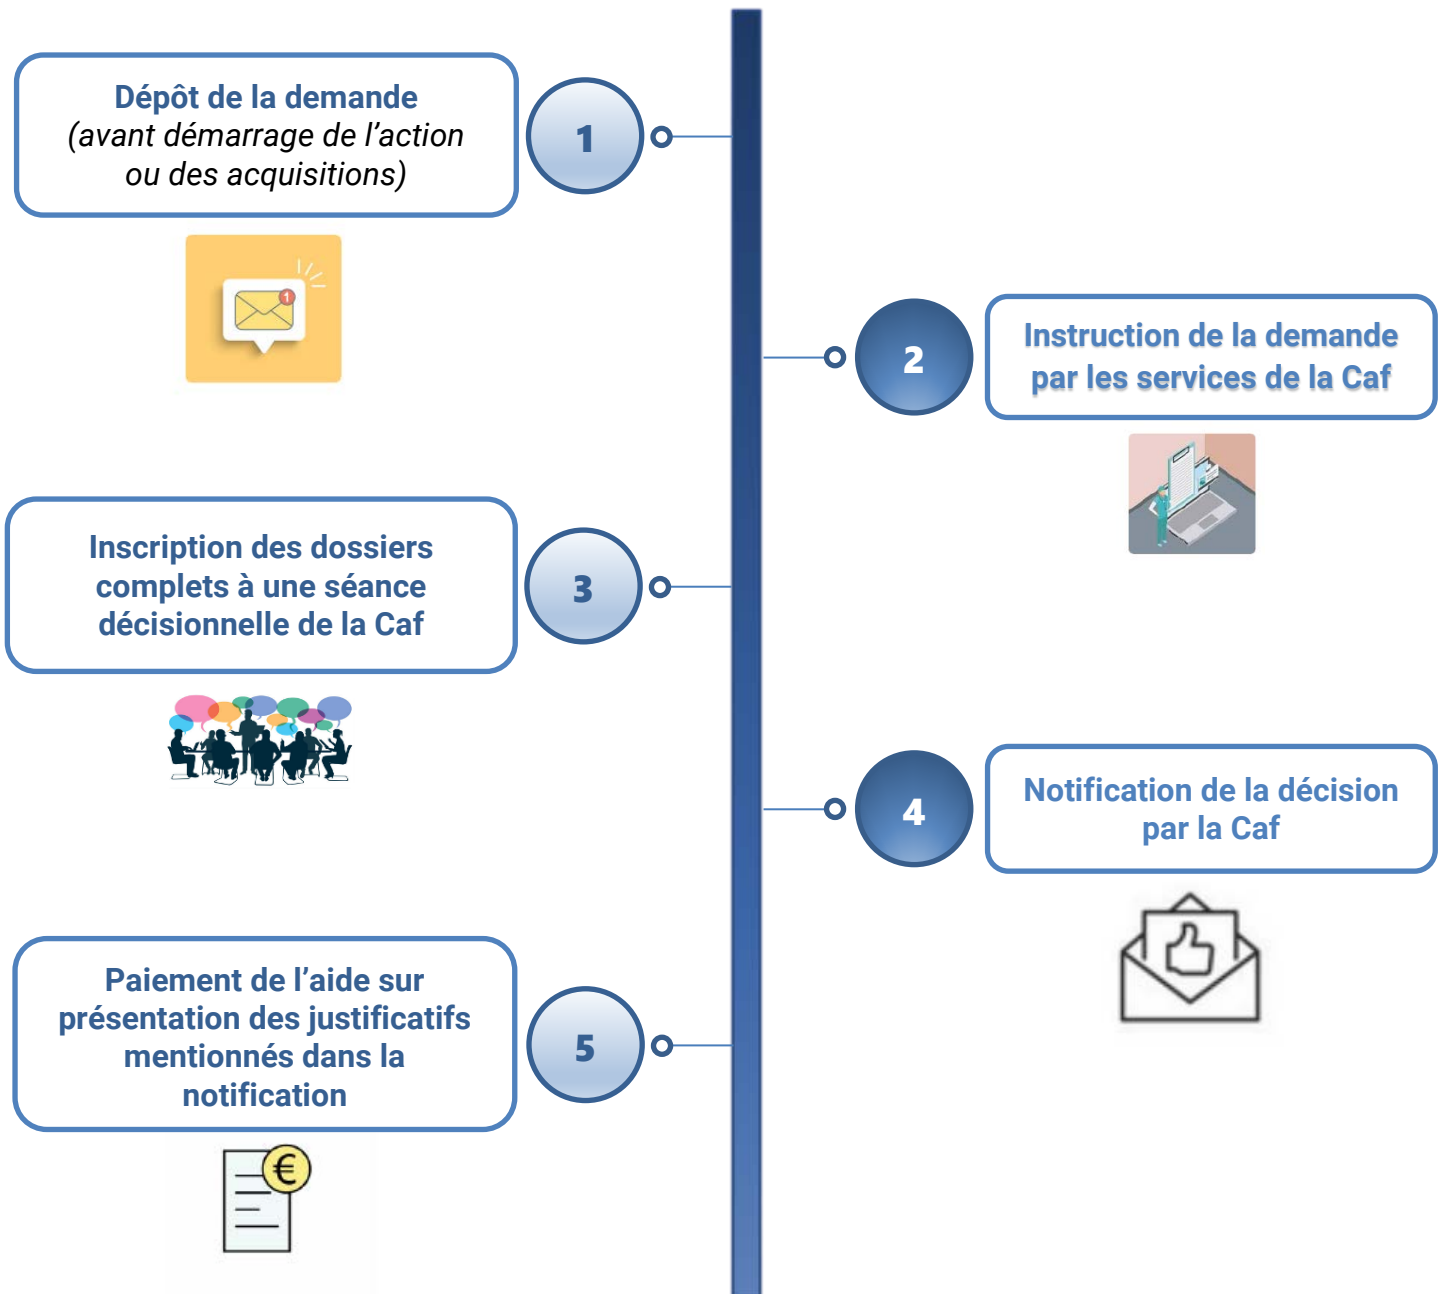 Dépôt de la demande
(avant démarrage de l’action
ou des acquisitions)
1
1
2
Instruction de la demande
par les services de la Caf
Inscription des dossiers
complets à une séance
décisionnelle de la Caf
3
4
Notification de la décision
par la Caf
Paiement de l’aide sur
présentation des justificatifs
mentionnés dans la
notification
5
€